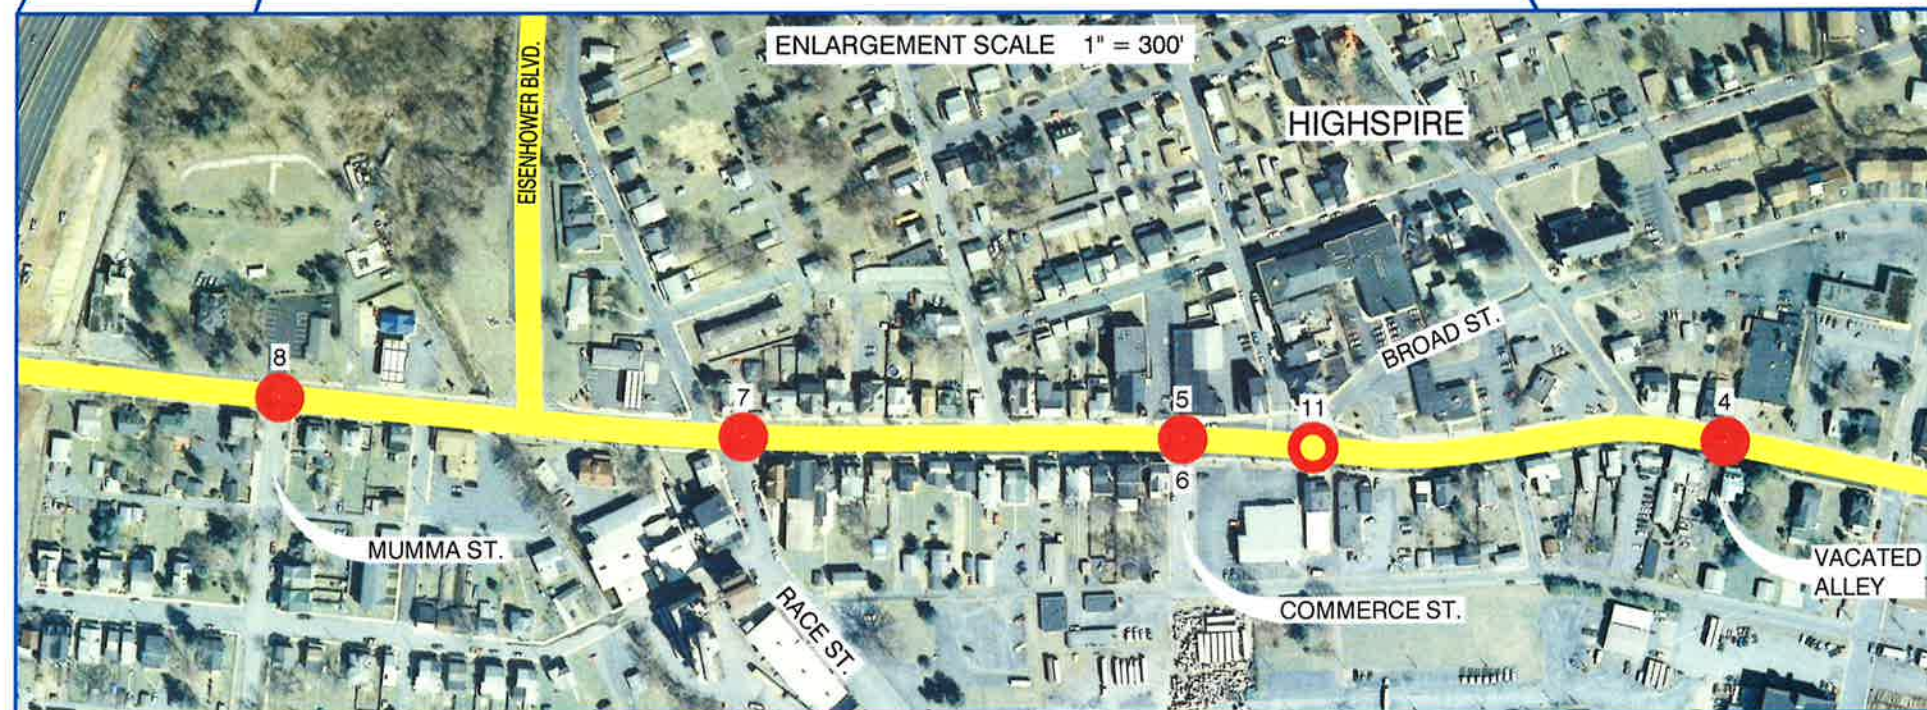 ENLARGEMENT SCALE 1" = 300'
EISENHOWER BLVD.
HIGHSPIRE
BROAD ST.
8
7
5
11
4
6
MUMMA ST.
RACE ST.
COMMERCE ST.
VACATED
ALLEY